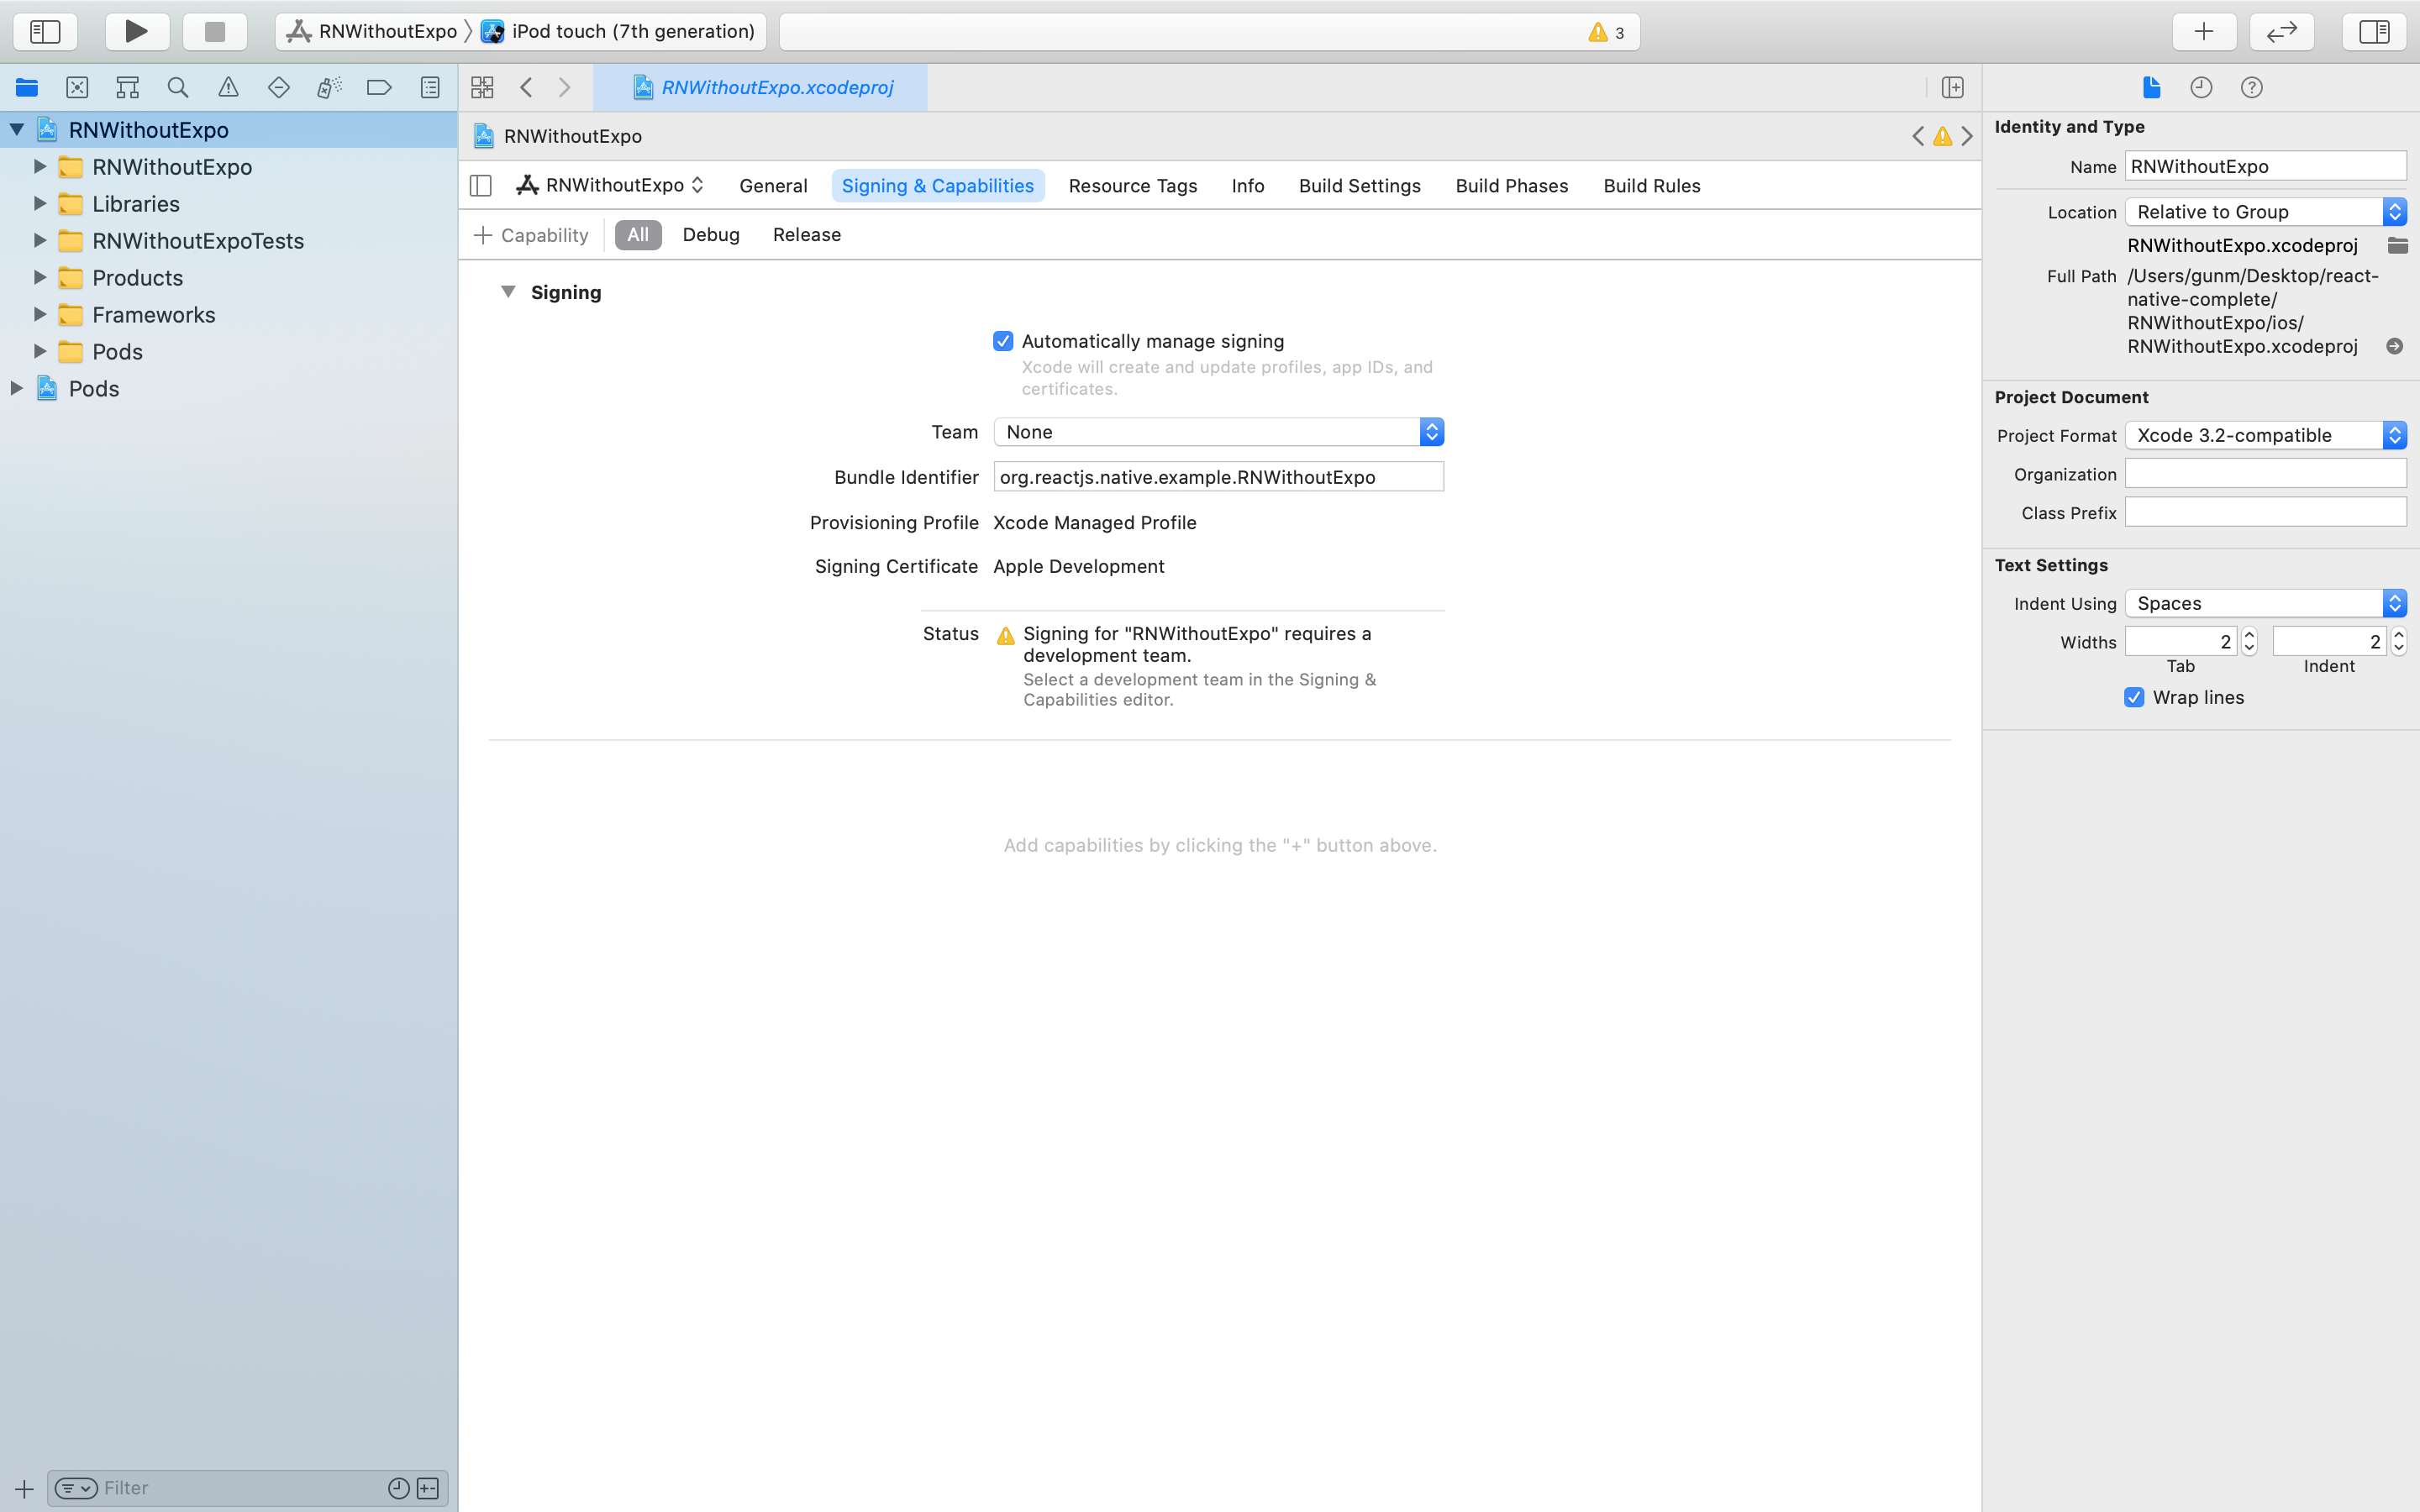 RNWithoutExpo iPod touch (7th generation)
3
RNWithoutExpo
RNWithoutExpo
Libraries
RNWithoutExpoTests
Products
Frameworks
Pods
Pods
Filter
RNWithoutExpo.xcodeproj
RNWithoutExpo
RNWithoutExpo General Signing & Capabilities Resource Tags Info Build Settings Build Phases Build Rules
Capability All Debug Release
Signing
Automatically manage signing
Xcode will create and update profiles, app IDs, and
certificates.
Team None
Bundle Identifier org.reactjs.native.example.RNWithoutExpo
Provisioning Profile Xcode Managed Profile
Signing Certificate Apple Development
Status Signing for "RNWithoutExpo" requires a
development team.
Select a development team in the Signing &
Capabilities editor.
Add capabilities by clicking the "+" button above.
Identity and Type
Name RNWithoutExpo
Location Relative to Group
RNWithoutExpo.xcodeproj
Full Path /Users/gunm/Desktop/react-
native-complete/
RNWithoutExpo/ios/
RNWithoutExpo.xcodeproj
Project Document
Project Format Xcode 3.2-compatible
Organization
Class Prefix
Text Settings
Indent Using Spaces
Widths 2 2
Tab Indent
Wrap lines